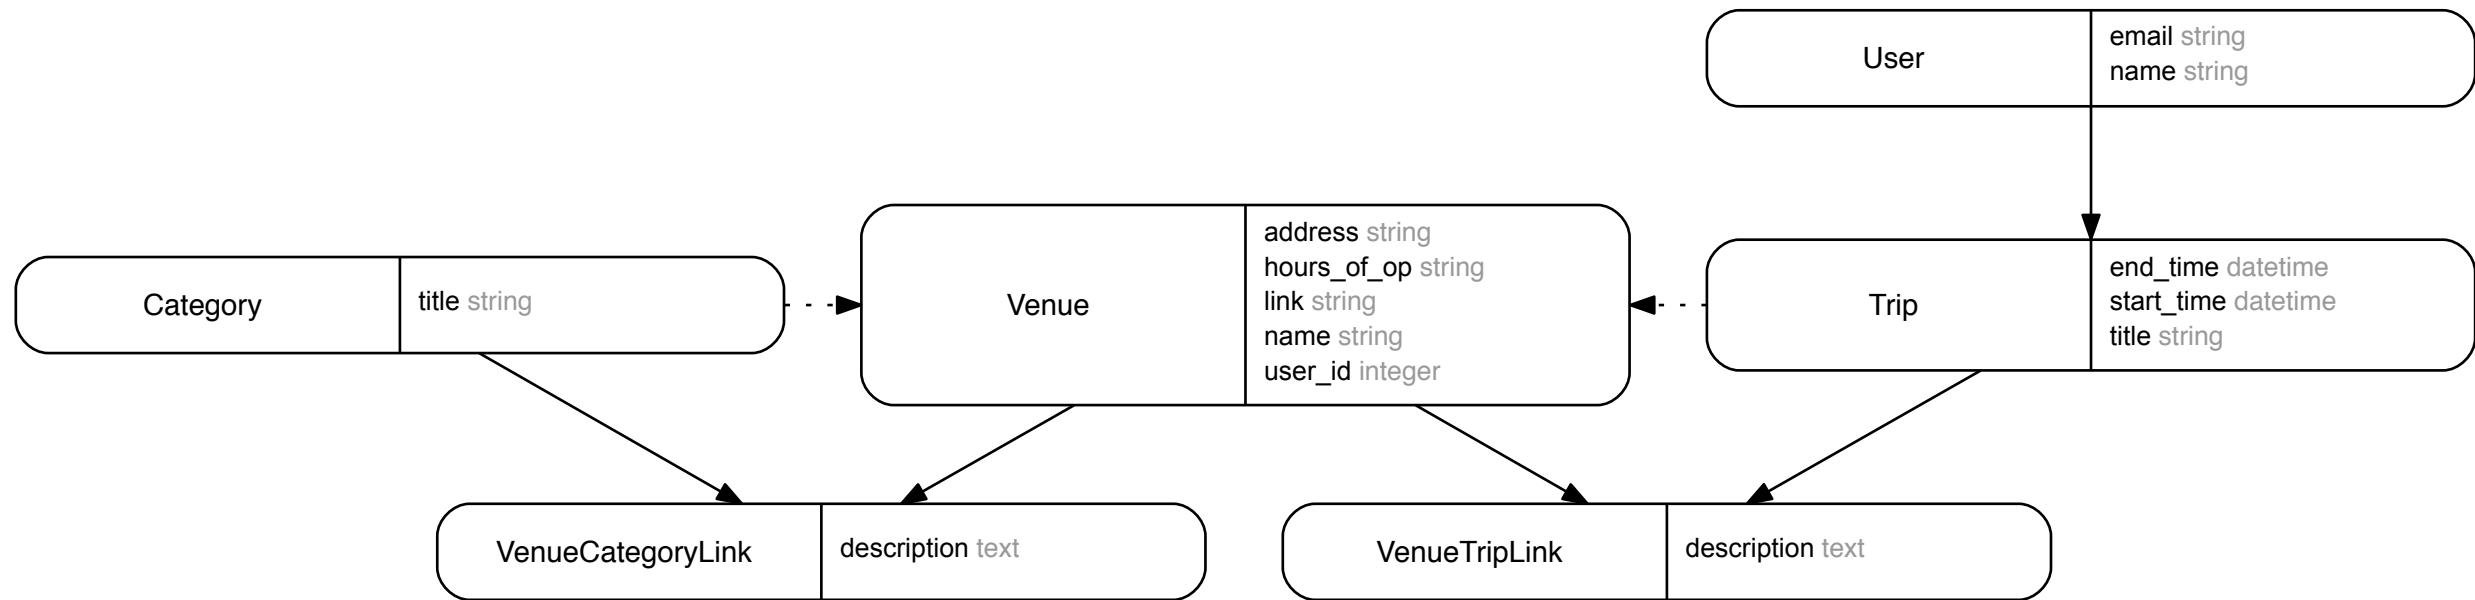 User
email string
name string
Category
title string
Venue
address string
hours_of_op string
link string
name string
user_id integer
Trip
end_time datetime
start_time datetime
title string
VenueCategoryLink
description text
VenueTripLink
description text